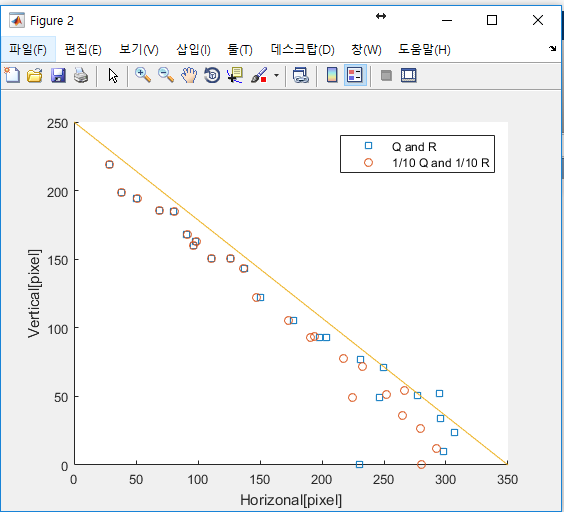 Figure 2
파일(F) 편집(E) 보기(V) 삽입(I) 툴(T) 데스크탑(D) 창(W) 도움말(H)
Q and R
1/10 Q and 1/10 R
250
200
150
100
50
0
Vertical[pixel]
0 50 100 150 200 250 300 350
Horizonal[pixel]